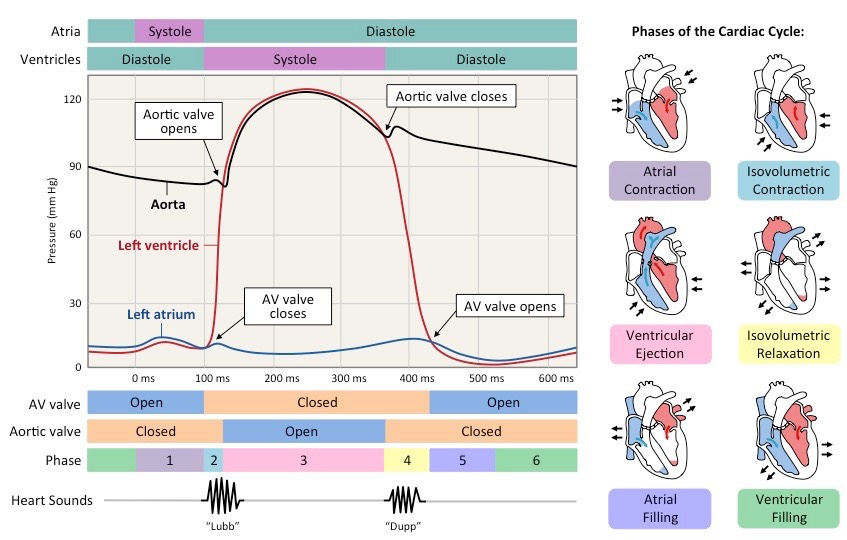 Atria
Systole
Diastole
Ventricles
Diastole
Systole
Diastole
Pressure (mm Hg)
120
90
60
30
0
Aortic valve
opens
Aortic valve closes
Aorta
Left ventricle
Left atrium
AV valve
closes
AV valve opens
0 ms
100 ms
200 ms
300 ms
400 ms
500 ms
600 ms
AV valve
Open
Closed
Open
Aortic valve
Closed
Open
Closed
Phase
1
2
3
4
5
6
Heart Sounds
“Lubb”
“Dupp”
Phases of the Cardiac Cycle:
Atrial
Contraction
Isovolumetric
Contraction
Ventricular
Ejection
Isovolumetric
Relaxation
Atrial
Filling
Ventricular
Filling